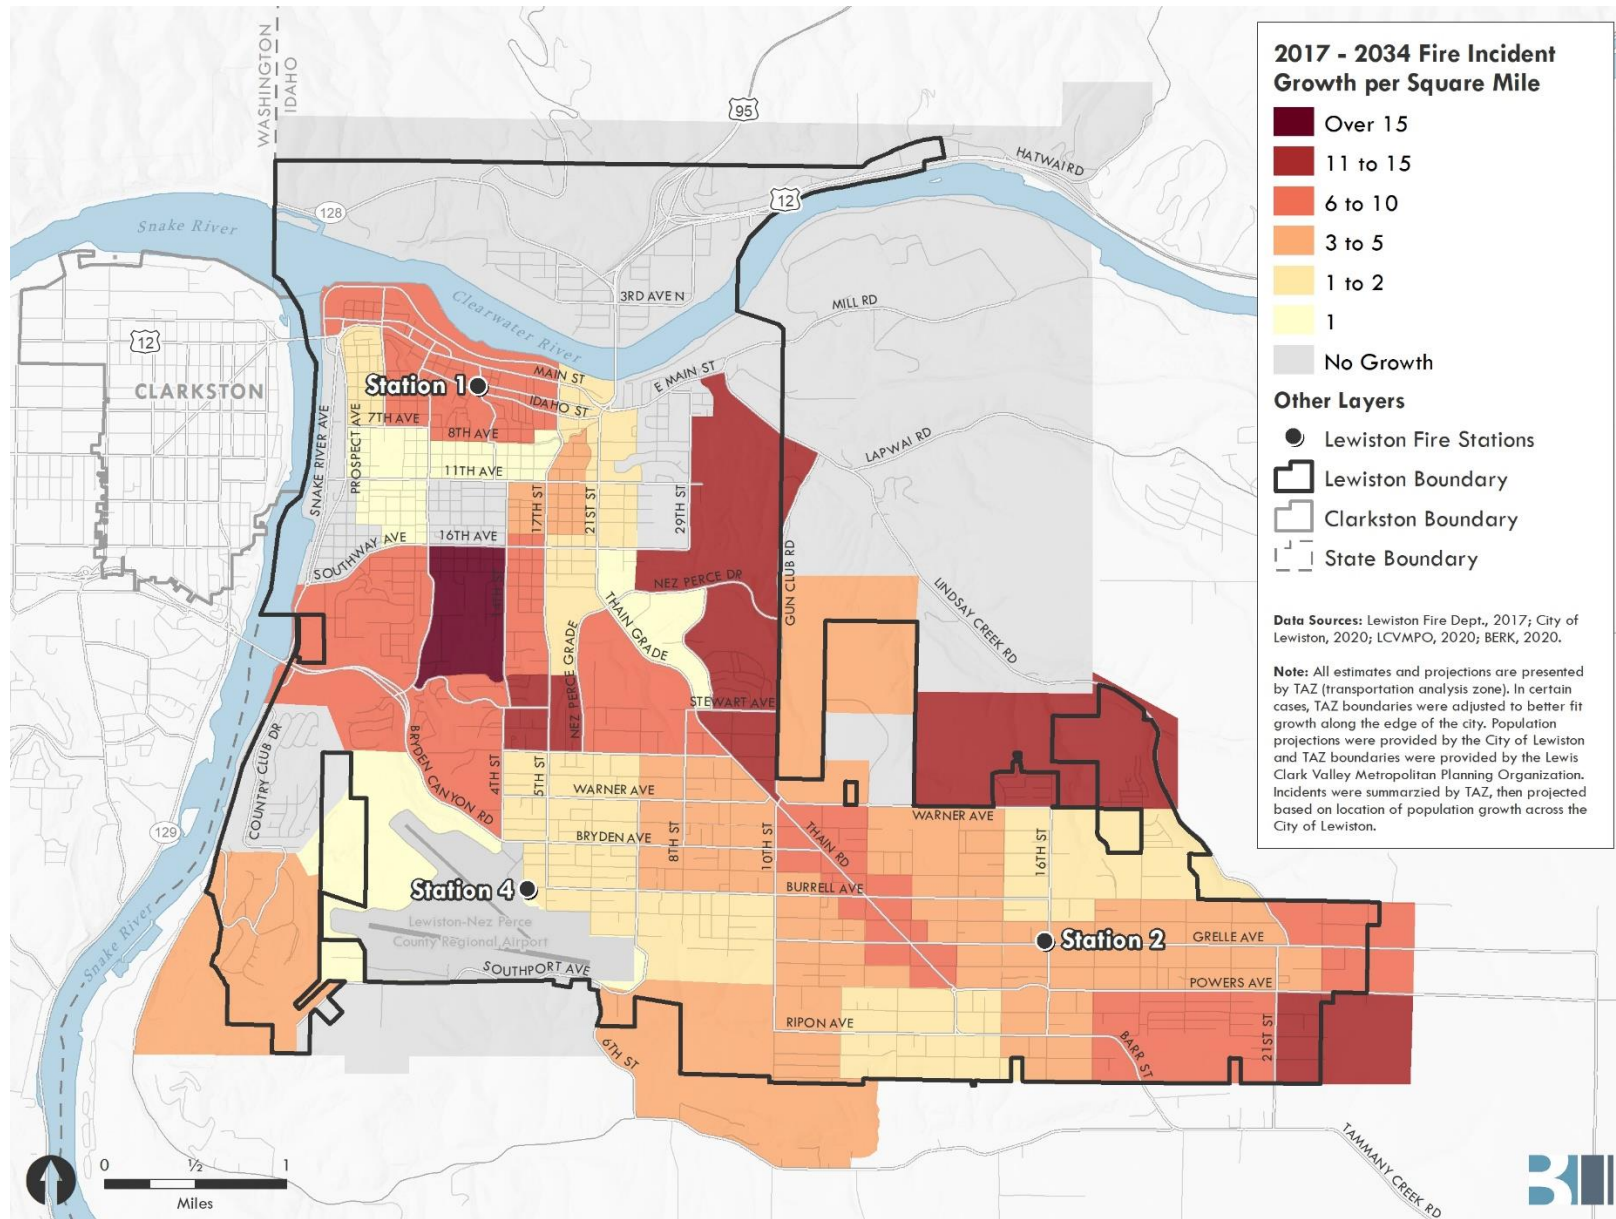 WASHINGTON
IDAHO
95
HATWAI RD
12
128
Snake River
3RD AVE N
MILL RD
Clearwater River
12
CLARKSTON
MAIN ST
E MAIN ST
Station 1
IDAHO ST
7TH AVE
8TH AVE
LAPWAI RD
SNAKE RIVER AVE
PROSPECT AVE
11TH AVE
17TH ST
21ST ST
29TH ST
16TH AVE
SOUTHWAY AVE
14TH ST
NEZ PERCE DR
GUN CLUB RD
LINDSAY CREEK RD
THAIN GRADE
NEZ PERCE GRADE
STEWART AVE
COUNTRY CLUB DR
BRYDEN CANYON RD
4TH ST
5TH ST
WARNER AVE
WARNER AVE
129
BRYDEN AVE
8TH ST
10TH ST
THAIN RD
16TH ST
Station 4
BURRELL AVE
Lewiston-Nez Perce
County Regional Airport
Station 2
GRELLE AVE
Snake River
SOUTHPORT AVE
POWERS AVE
RIPON AVE
6TH ST
BARR ST
21ST ST
TAMMANY CREEK RD
0 ½ 1
Miles
2017 - 2034 Fire Incident
Growth per Square Mile
Over 15
11 to 15
6 to 10
3 to 5
1 to 2
1
No Growth
Other Layers
Lewiston Fire Stations
Lewiston Boundary
Clarkston Boundary
State Boundary
Data Sources: Lewiston Fire Dept., 2017; City of
Lewiston, 2020; LCVMPO, 2020; BERK, 2020.
Note: All estimates and projections are presented
by TAZ (transportation analysis zone). In certain
cases, TAZ boundaries were adjusted to better fit
growth along the edge of the city. Population
projections were provided by the City of Lewiston
and TAZ boundaries were provided by the Lewis
Clark Valley Metropolitan Planning Organization.
Incidents were summarzied by TAZ, then projected
based on location of population growth across the
City of Lewiston.